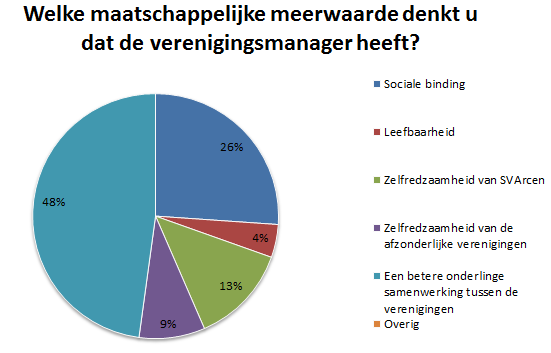 Welke maatschappelijke meerwaarde denkt u
dat de verenigingsmanager heeft?
26%
4%
13%
9%
48%
Sociale binding
Leefbaarheid
Zelfredzaamheid van SVArcen
Zelfredzaamheid van de
afzonderlijke verenigingen
Een betere onderlinge
samenwerking tussen de
verenigingen
Overig